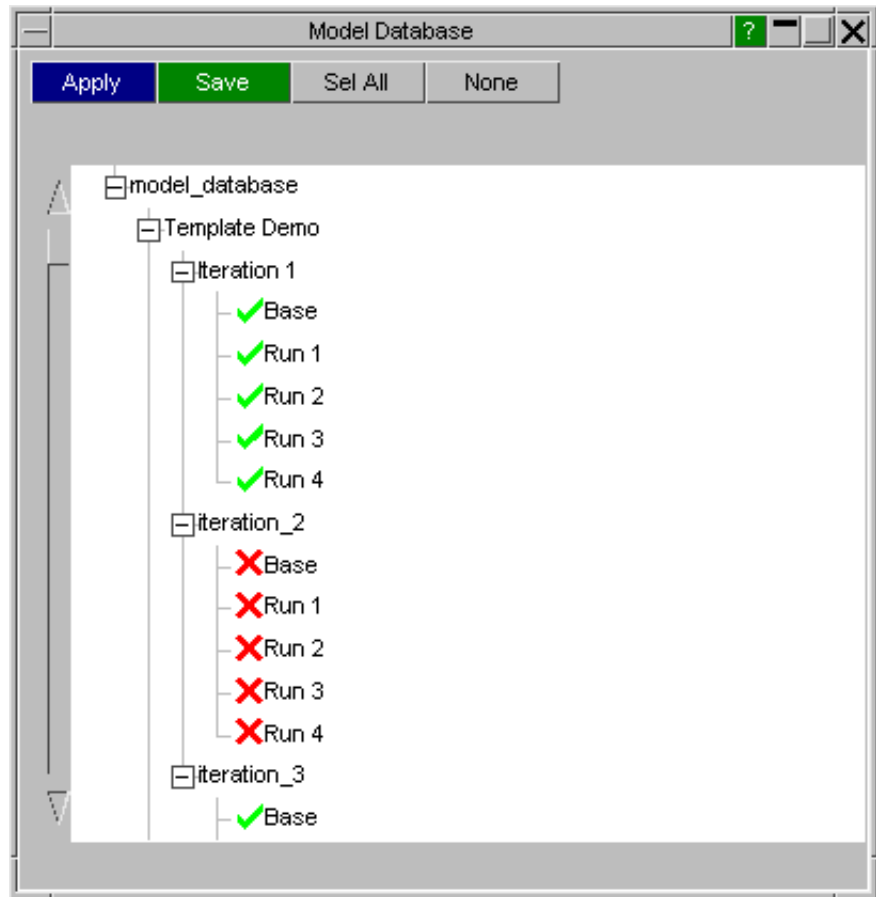 Model Database ?
Apply Save Sel All None
model_database
Template Demo
Iteration 1
Base
Run 1
Run 2
Run 3
Run 4
iteration_2
Base
Run 1
Run 2
Run 3
Run 4
iteration_3
Base